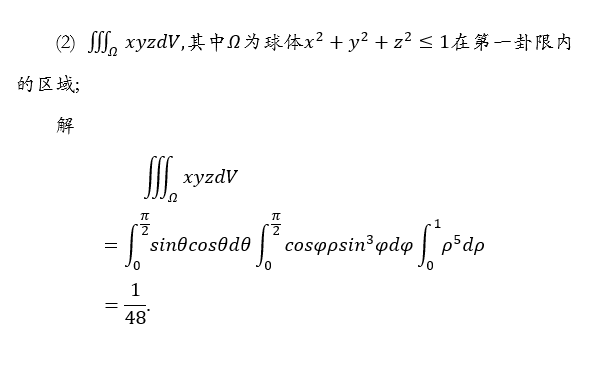 (2) ∭_Ω xyzdV,其中Ω为球体x² + y² + z² ≤ 1在第一卦限内
的区域;
解
∭_Ω xyzdV
= ∫_0^{π/2} sinθcosθdθ ∫_0^{π/2} cosφρsin³φdφ ∫_0^1 ρ⁵dρ
= 1/48.